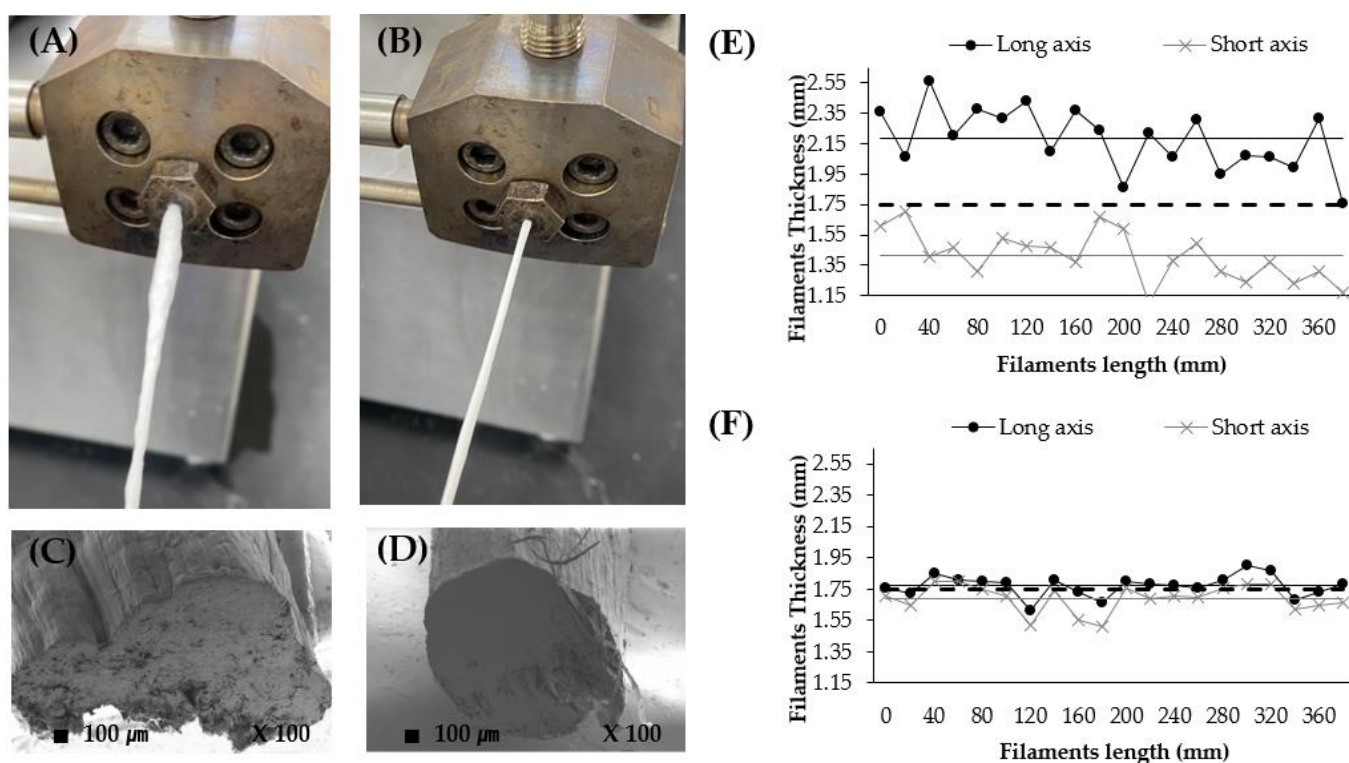 (A)
(B)
(C)
100 μm X 100
(D)
100 μm X 100
(E)
Long axis Short axis
Filaments Thickness (mm)
2.55
2.35
2.15
1.95
1.75
1.55
1.35
1.15
0 40 80 120 160 200 240 280 320 360
Filaments length (mm)
(F)
Long axis Short axis
Filaments Thickness (mm)
2.55
2.35
2.15
1.95
1.75
1.55
1.35
1.15
0 40 80 120 160 200 240 280 320 360
Filaments length (mm)